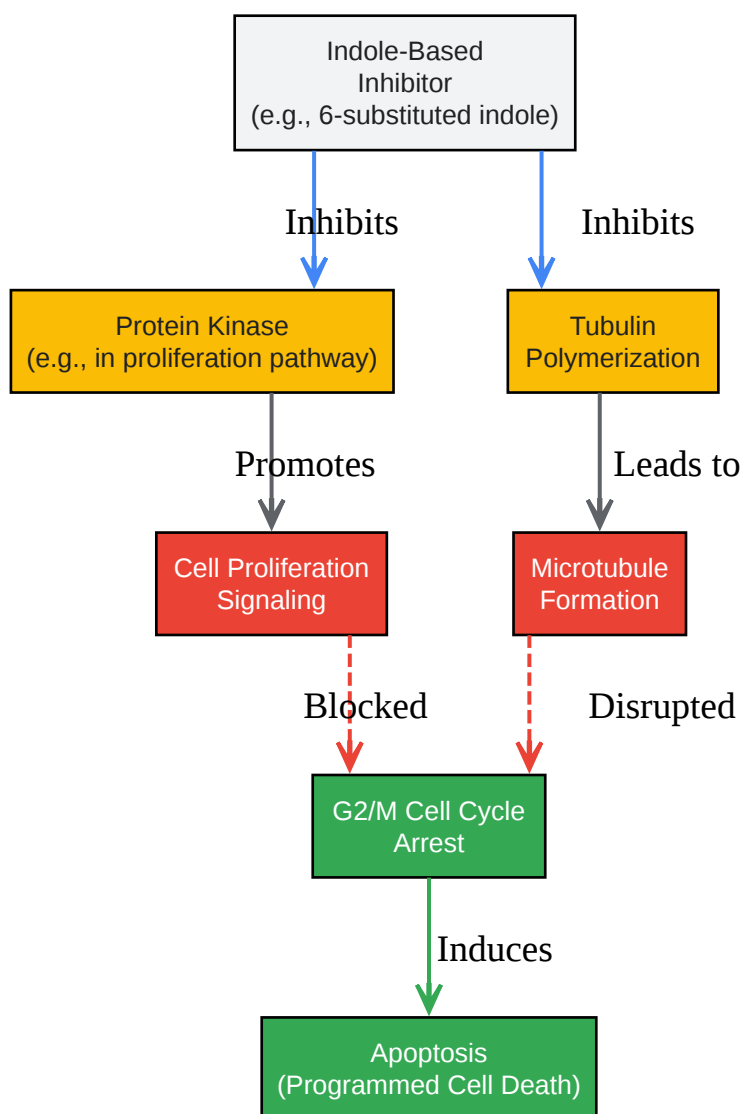 Indole-Based
Inhibitor
(e.g., 6-substituted indole)
Inhibits
Inhibits
Protein Kinase
(e.g., in proliferation pathway)
Tubulin
Polymerization
Promotes
Leads to
Cell Proliferation
Signaling
Microtubule
Formation
Blocked
Disrupted
G2/M Cell Cycle
Arrest
Induces
Apoptosis
(Programmed Cell Death)